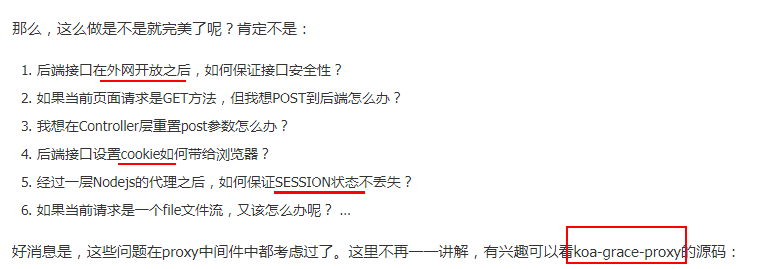 那么，这么做是不是就完美了呢？肯定不是：
1. 后端接口在外网开放之后，如何保证接口安全性？
2. 如果当前页面请求是GET方法，但我想POST到后端怎么办？
3. 我想在Controller层重置post参数怎么办？
4. 后端接口设置cookie如何带给浏览器？
5. 经过一层Nodejs的代理之后，如何保证SESSION状态不丢失？
6. 如果当前请求是一个file文件流，又该怎么办呢？ ...
好消息是，这些问题在proxy中间件中都考虑过了。这里不再一一讲解，有兴趣可以看koa-grace-proxy的源码：